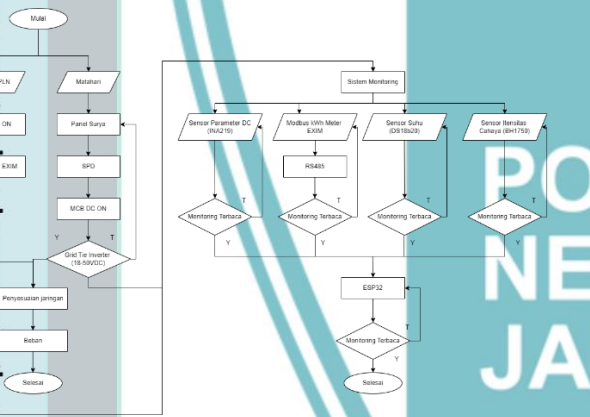 Mulai
PLN
Matahari
ON
Panel Surya
EXIM
SPD
MCB DC ON
Y
T
Grid Tie Inverter
(18-50VDC)
Penyesuaian jaringan
Beban
Selesai
Sistem Monitoring
Sensor Parameter DC
(INA219)
Modbus kWh Meter
EXIM
Sensor Suhu
(DS18b20)
Sensor Itensitas
Cahaya (BH1750)
RS485
T
T
T
T
Monitoring Terbaca
Monitoring Terbaca
Monitoring Terbaca
Monitoring Terbaca
Y
Y
Y
Y
ESP32
T
Monitoring Terbaca
Y
Selesai
PO
NE
JA